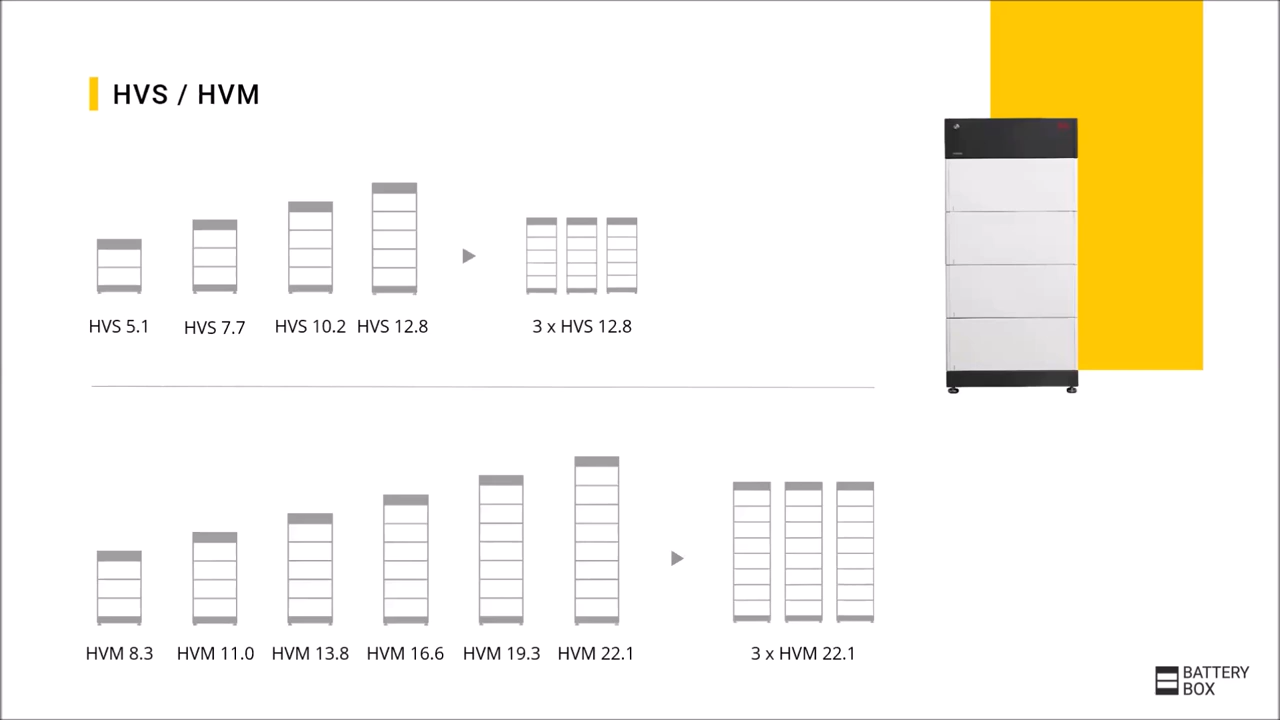 HVS / HVM
HVS 5.1
HVS 7.7
HVS 10.2
HVS 12.8
3 x HVS 12.8
HVM 8.3
HVM 11.0
HVM 13.8
HVM 16.6
HVM 19.3
HVM 22.1
3 x HVM 22.1
BATTERY
BOX